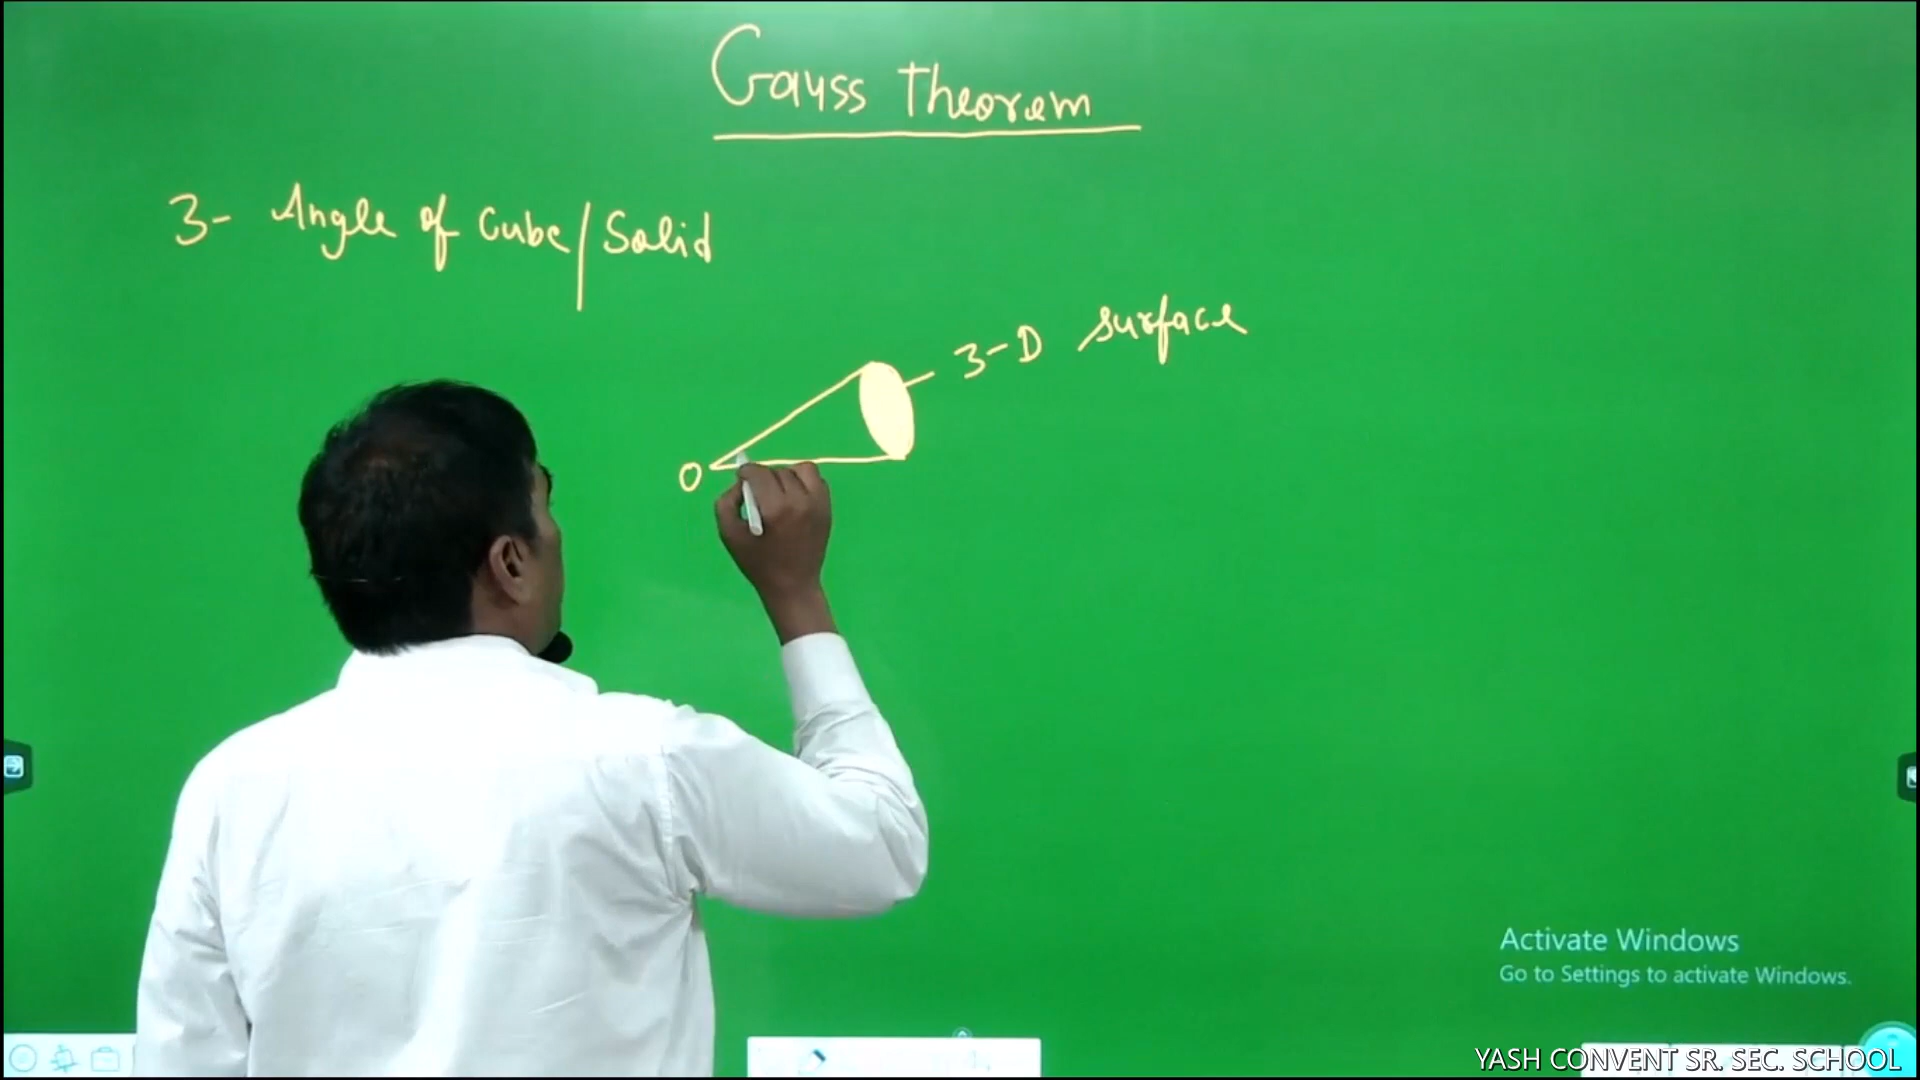 Gauss Theorem
3- Angle of Cube/Solid
3-D surface
O
Activate Windows
Go to Settings to activate Windows.
YASH CONVENT SR. SEC. SCHOOL